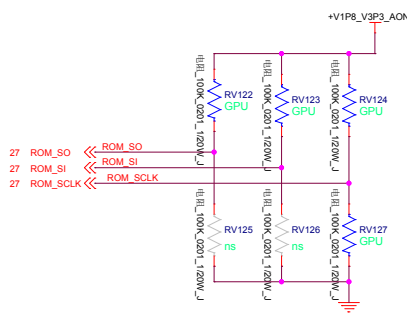 +V1P8_V3P3_AON
电阻_100K_0201_1/20W_J
RV122
GPU
电阻_100K_0201_1/20W_J
RV123
GPU
电阻_100K_0201_1/20W_J
RV124
GPU
27 ROM_SO
ROM_SO
27 ROM_SI
ROM_SI
27 ROM_SCLK
ROM_SCLK
电阻_100K_0201_1/20W_J
RV125
ns
电阻_100K_0201_1/20W_J
RV126
ns
电阻_100K_0201_1/20W_J
RV127
GPU